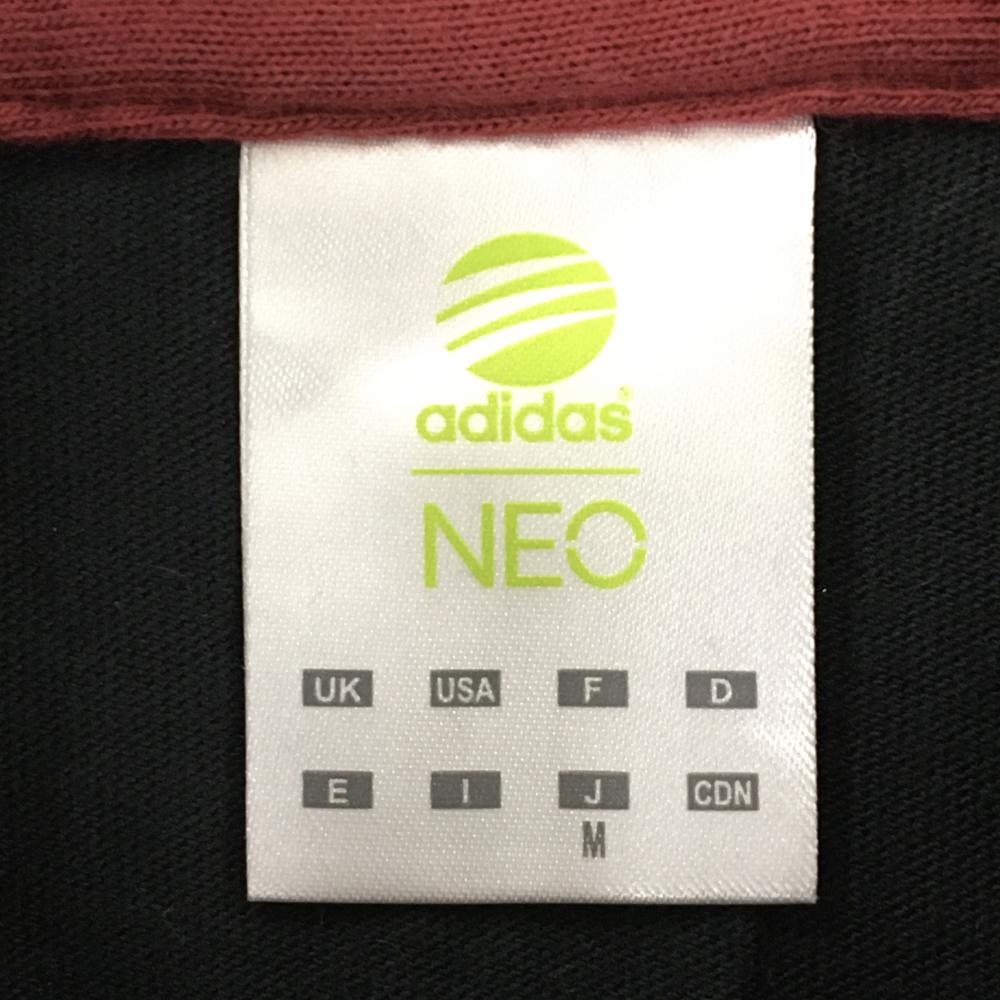 adidas
NEO
UK USA F D
E I J CDN
M